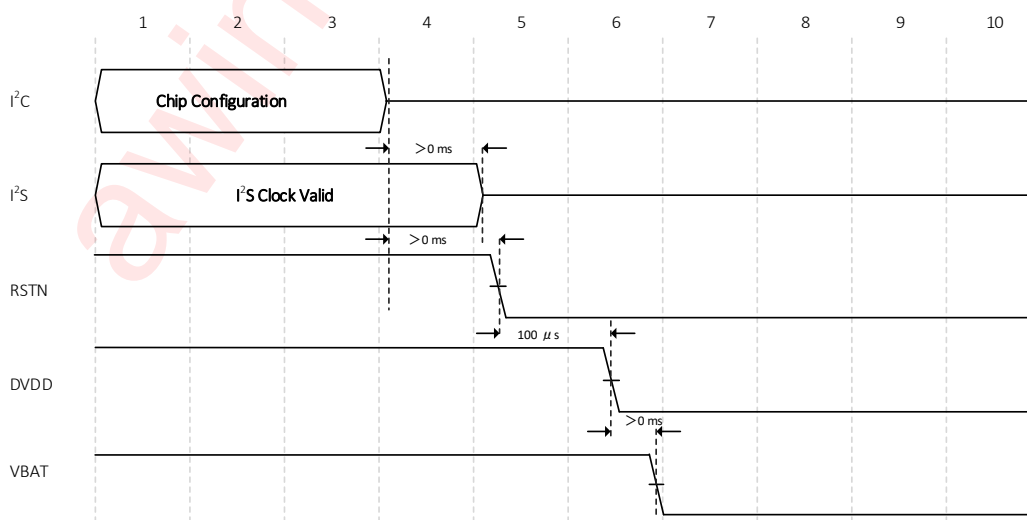 1 2 3 4 5 6 7 8 9 10
I²C
Chip Configuration
>0 ms
I²S
I²S Clock Valid
>0 ms
RSTN
100 μs
DVDD
>0 ms
VBAT
awin